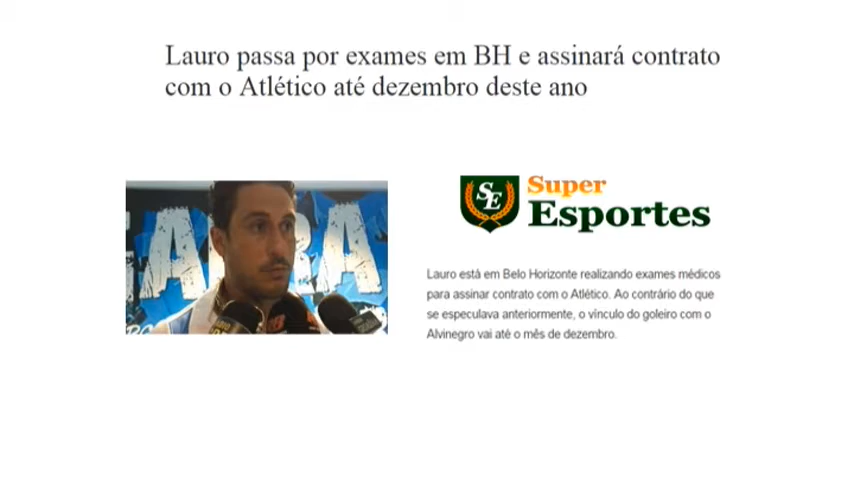 Lauro passa por exames em BH e assinará contrato
com o Atlético até dezembro deste ano
SE Super
Esportes
Lauro está em Belo Horizonte realizando exames médicos
para assinar contrato com o Atlético. Ao contrário do que
se especulava anteriormente, o vínculo do goleiro com o
Alvinegro vai até o mês de dezembro.